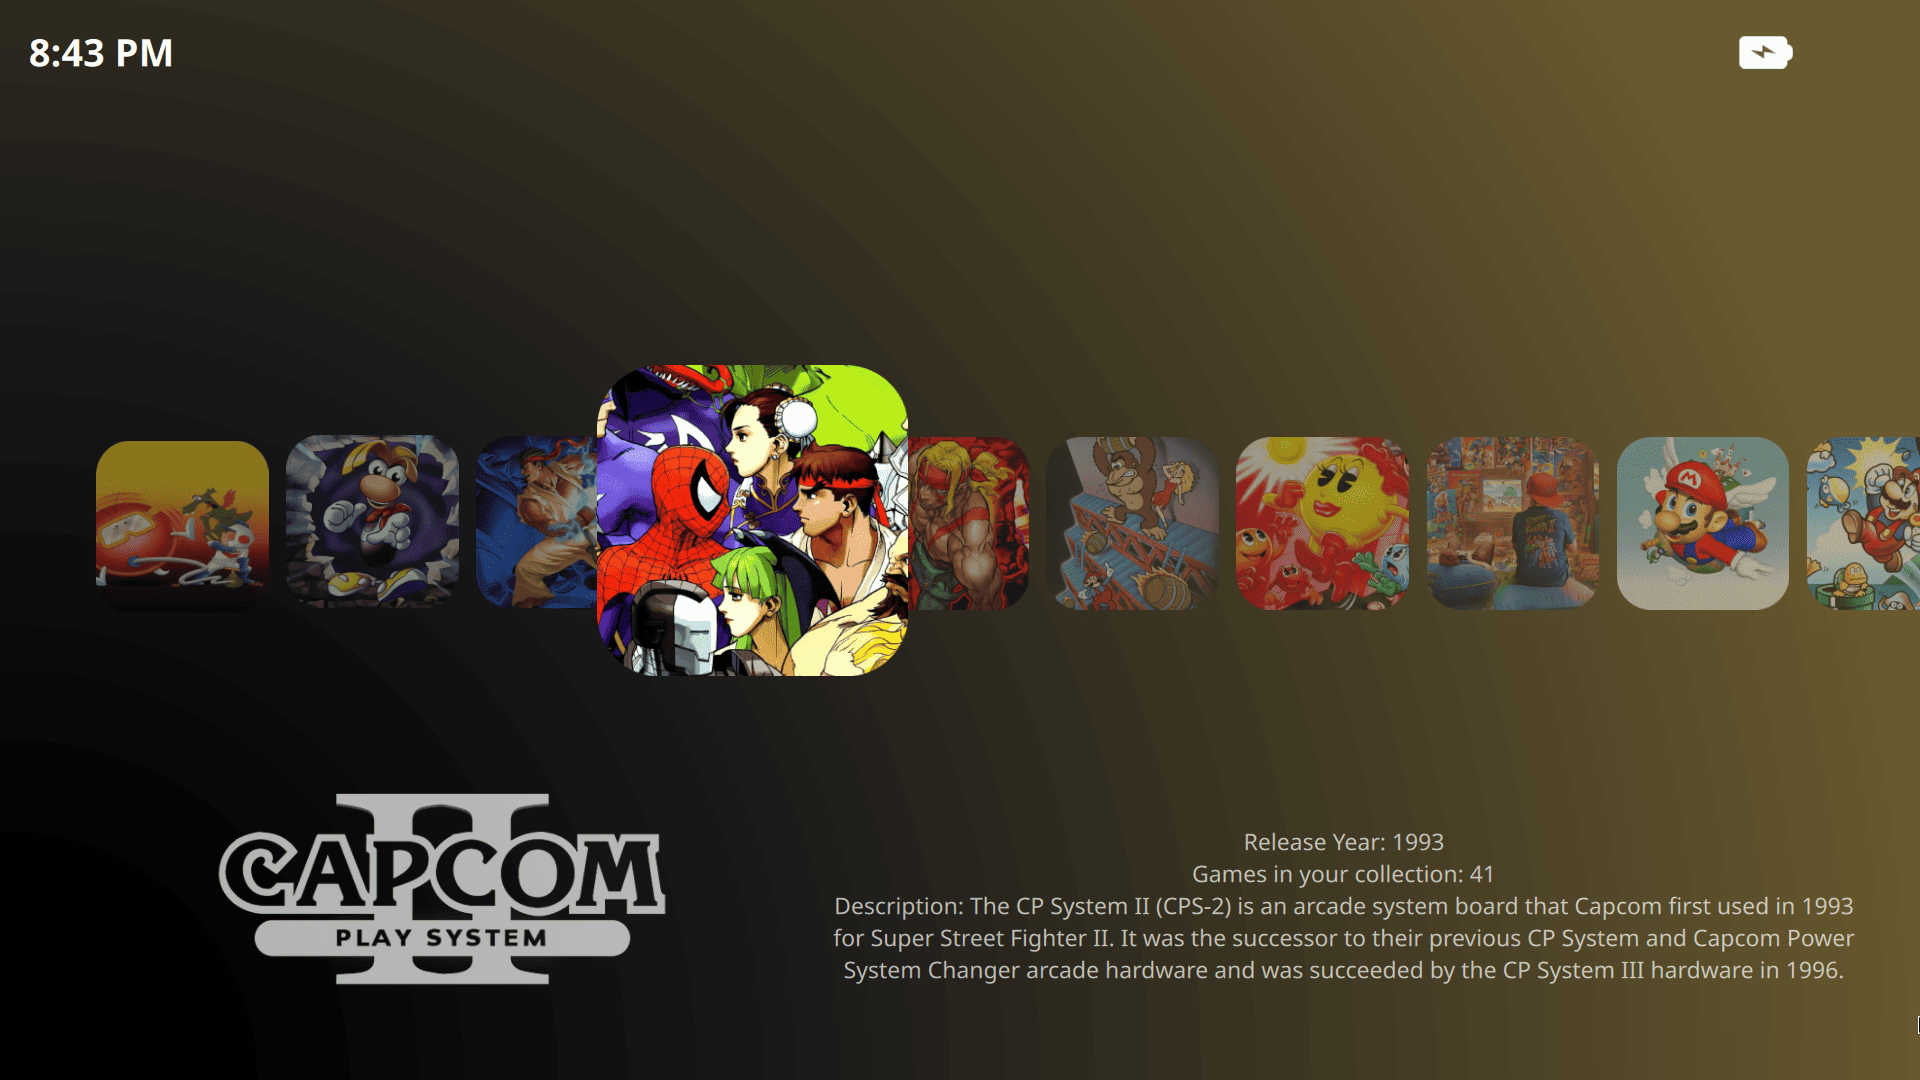 8:43 PM
CAPCOM
II
PLAY SYSTEM
Release Year: 1993
Games in your collection: 41
Description: The CP System II (CPS-2) is an arcade system board that Capcom first used in 1993
for Super Street Fighter II. It was the successor to their previous CP System and Capcom Power
System Changer arcade hardware and was succeeded by the CP System III hardware in 1996.